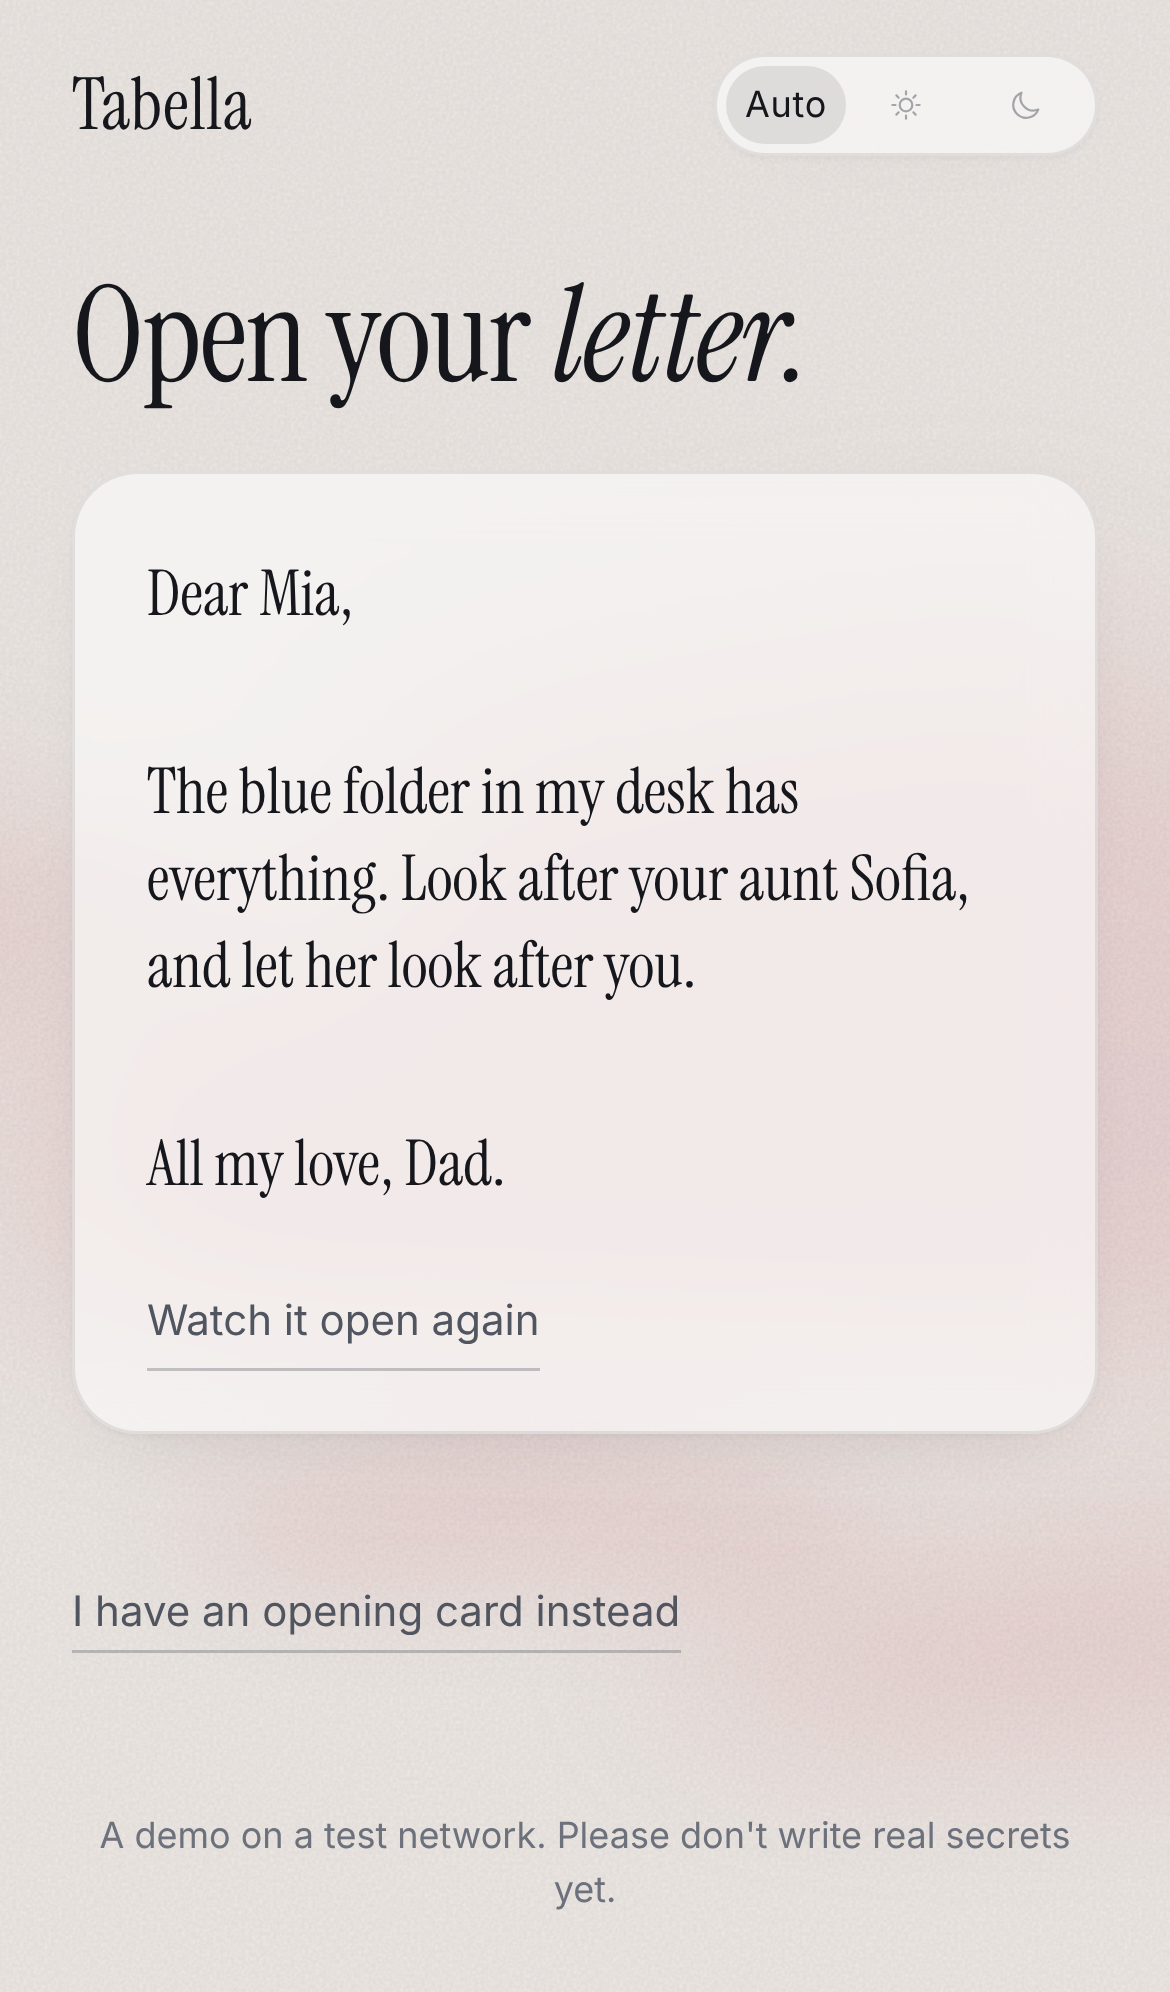 Tabella
Auto
Open your letter.
Dear Mia,
The blue folder in my desk has
everything. Look after your aunt Sofia,
and let her look after you.
All my love, Dad.
Watch it open again
I have an opening card instead
A demo on a test network. Please don't write real secrets
yet.